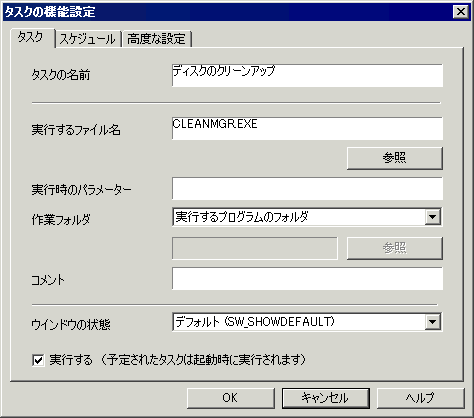 タスクの機能設定
タスク スケジュール 高度な設定
タスクの名前 ディスクのクリーンアップ
実行するファイル名 CLEANMGR.EXE
参照
実行時のパラメーター
作業フォルダ 実行するプログラムのフォルダ
参照
コメント
ウインドウの状態 デフォルト (SW_SHOWDEFAULT)
実行する （予定されたタスクは起動時に実行されます）
OK キャンセル ヘルプ